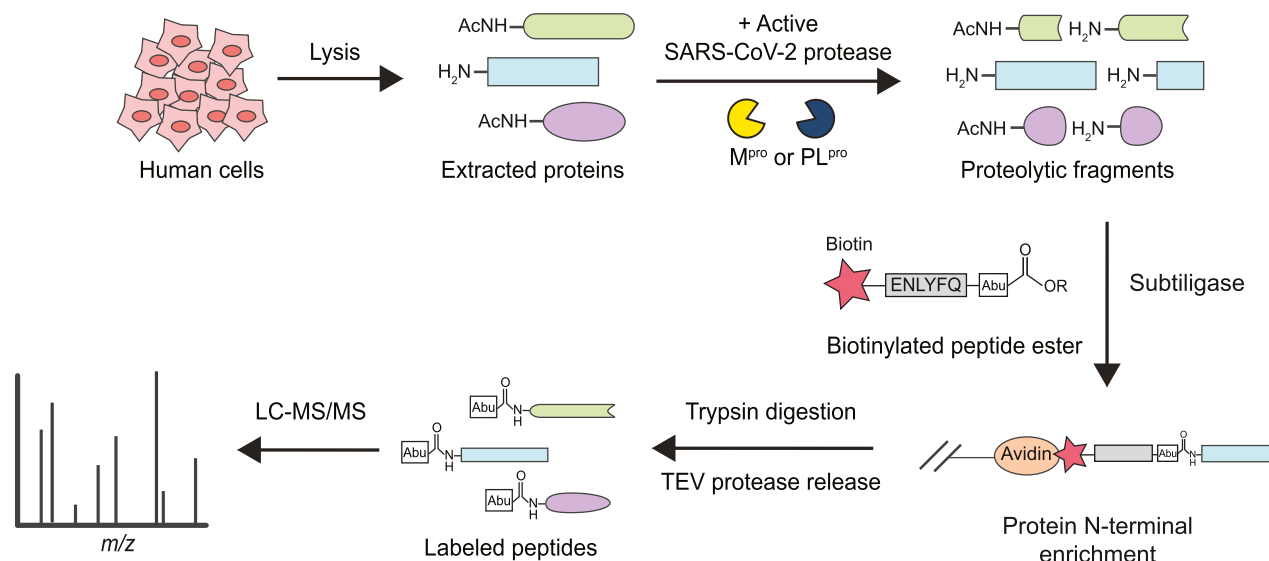 Lysis
Human cells
AcNH
H₂N
AcNH
Extracted proteins
+ Active
SARS-CoV-2 protease
Mᵖʳᵒ or PLᵖʳᵒ
AcNH H₂N
H₂N H₂N
AcNH H₂N
Proteolytic fragments
Biotin
ENLYFQ Abu O OR
Biotinylated peptide ester
Subtiligase
Avidin Abu O N H
Protein N-terminal
enrichment
Trypsin digestion
TEV protease release
Abu O N H
Abu O N H
Abu O N H
Labeled peptides
LC-MS/MS
m/z